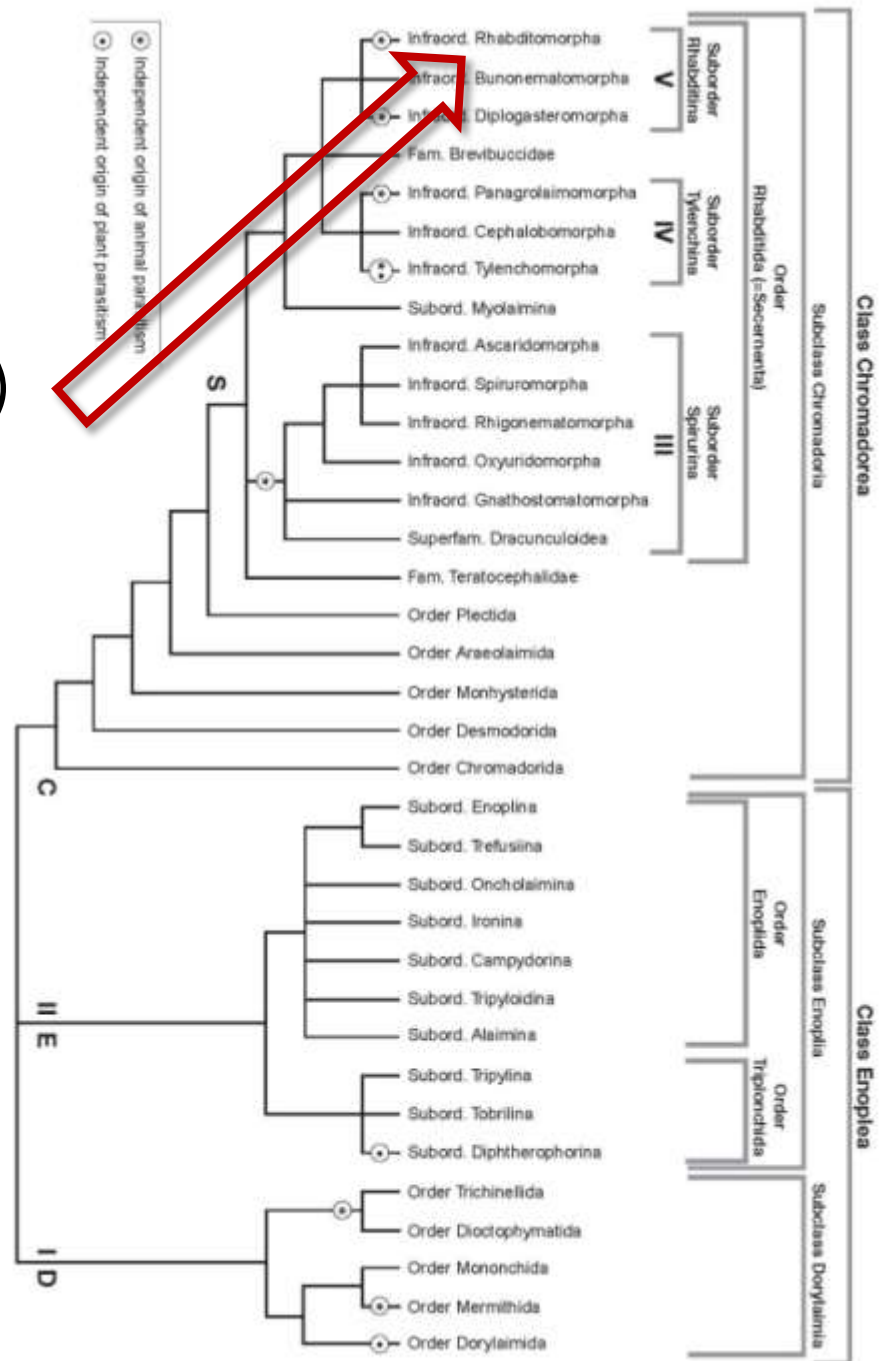 Infraord. Rhabditomorpha
Infraord. Bunonematomorpha
Infraord. Diplogasteromorpha
Fam. Brevibuccidae
Infraord. Panagrolaimomorpha
Infraord. Cephalobomorpha
Infraord. Tylenchomorpha
Subord. Myolaimina
Infraord. Ascaridomorpha
Infraord. Spiruromorpha
Infraord. Rhigonematomorpha
Infraord. Oxyuridomorpha
Infraord. Gnathostomatomorpha
Superfam. Dracunculoidea
Fam. Teratocephalidae
Order Plectida
Order Araeolaimida
Order Monhysterida
Order Desmodorida
Order Chromadorida
Subord. Enoplina
Subord. Trefusiina
Subord. Oncholaimina
Subord. Ironina
Subord. Campydorina
Subord. Tripyloidina
Subord. Alaimina
Subord. Tripylina
Subord. Tobrilina
Subord. Diphtherophorina
Order Trichinellida
Order Dioctophymatida
Order Mononchida
Order Mermithida
Order Dorylaimida
Suborder
Rhabditina
V
Suborder
Tylenchina
IV
Suborder
Spirurina
III
Order
Rhabditida (=Secernenta)
Subclass Chromadoria
Class Chromadorea
Order
Enoplida
Order
Triplonchida
Subclass Enoplia
Subclass Dorylaimia
Class Enoplea
S
C
II E
I D
Independent origin of animal parasitism
Independent origin of plant parasitism
)